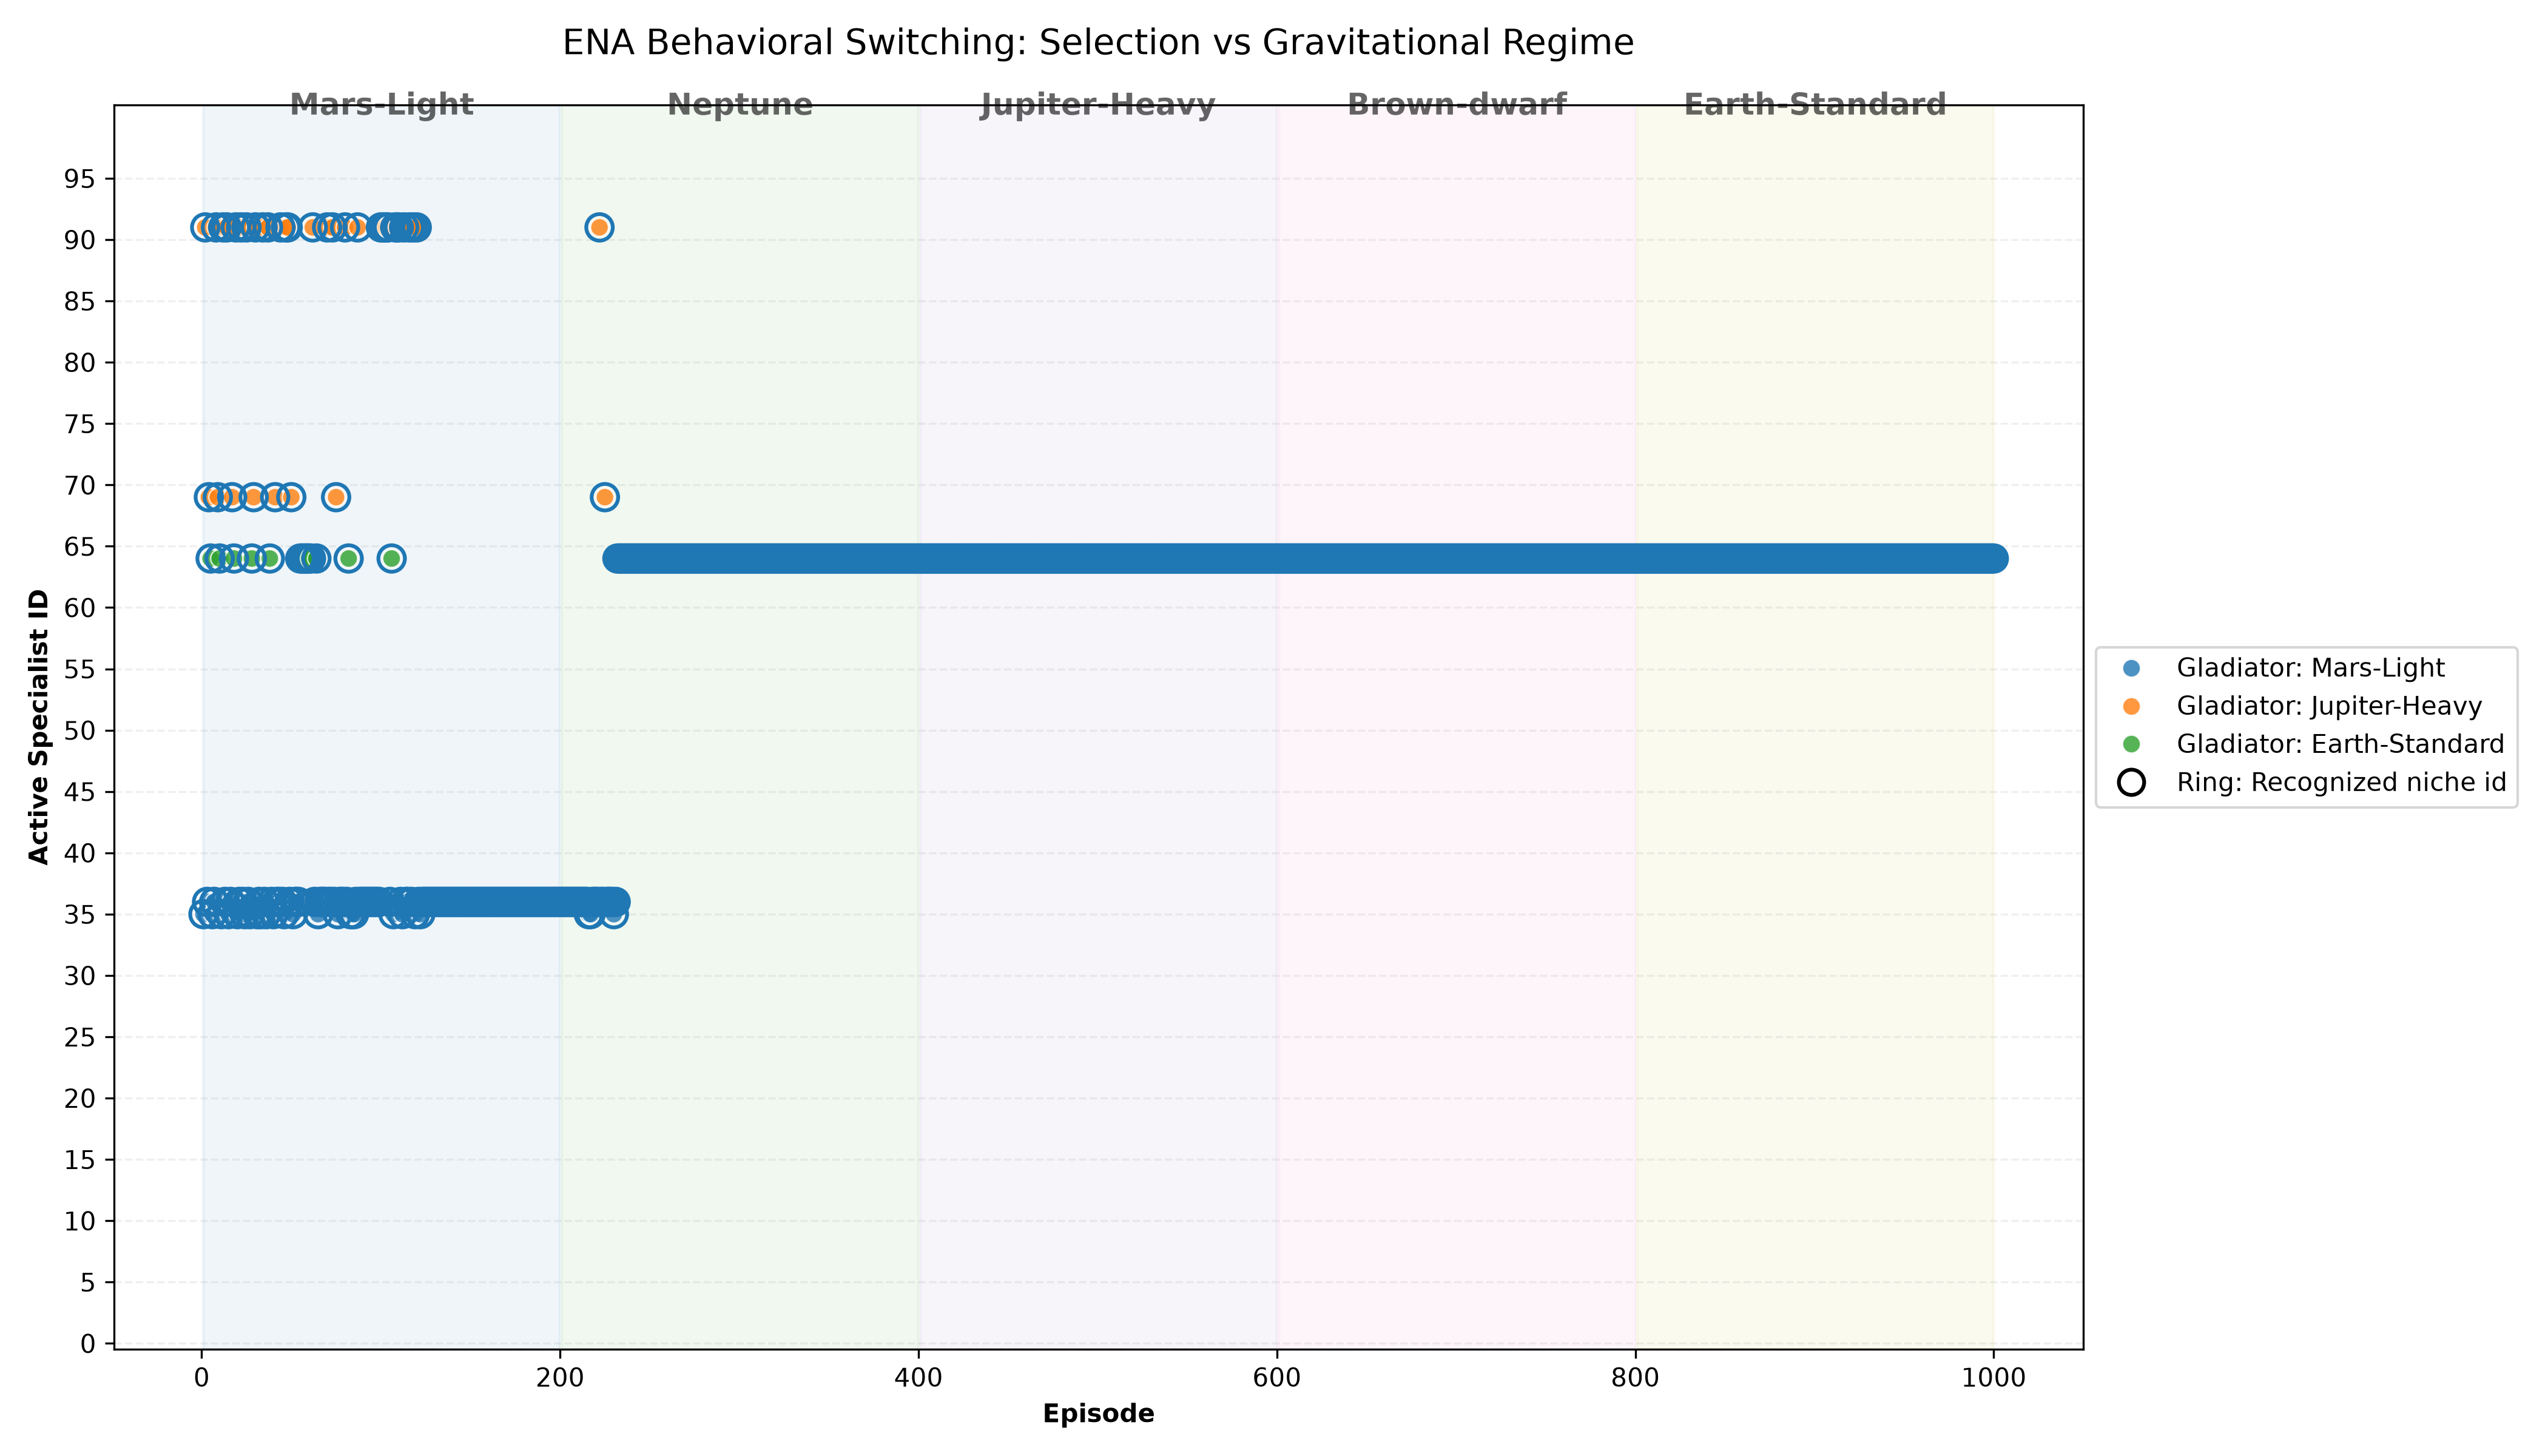 ENA Behavioral Switching: Selection vs Gravitational Regime
Mars-Light Neptune Jupiter-Heavy Brown-dwarf Earth-Standard
95
90
85
80
75
70
65
60
55
50
45
40
35
30
25
20
15
10
5
0
Active Specialist ID
0 200 400 600 800 1000
Episode
Gladiator: Mars-Light
Gladiator: Jupiter-Heavy
Gladiator: Earth-Standard
Ring: Recognized niche id